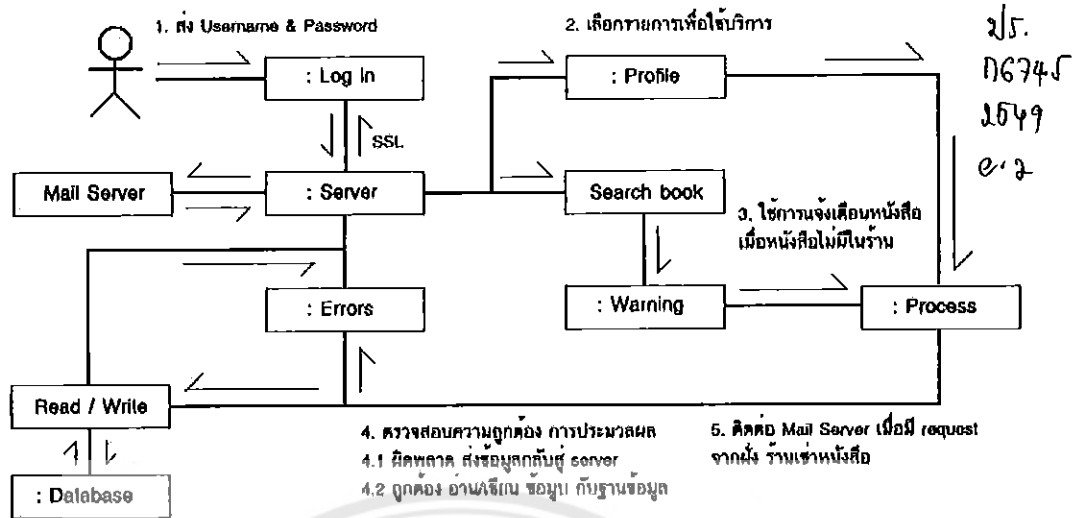 1. ส่ง Username & Password
2. เลือกรายการเพื่อใช้บริการ
: Log in
: Profile
SSL
Mail Server
: Server
Search book
3. ใช้การแจ้งเตือนหนังสือ
เมื่อหนังสือไม่มีในร้าน
: Errors
: Warning
: Process
Read / Write
4. ตรวจสอบความถูกต้อง การประมวลผล
4.1 ผิดพลาด ส่งข้อมูลกลับสู่ server
4.2 ถูกต้อง อ่าน/เขียน ข้อมูล กับฐานข้อมูล
5. ติดต่อ Mail Server เมื่อมี request
จากฝั่ง ร้านเช่าหนังสือ
: Database
ปร.
2549